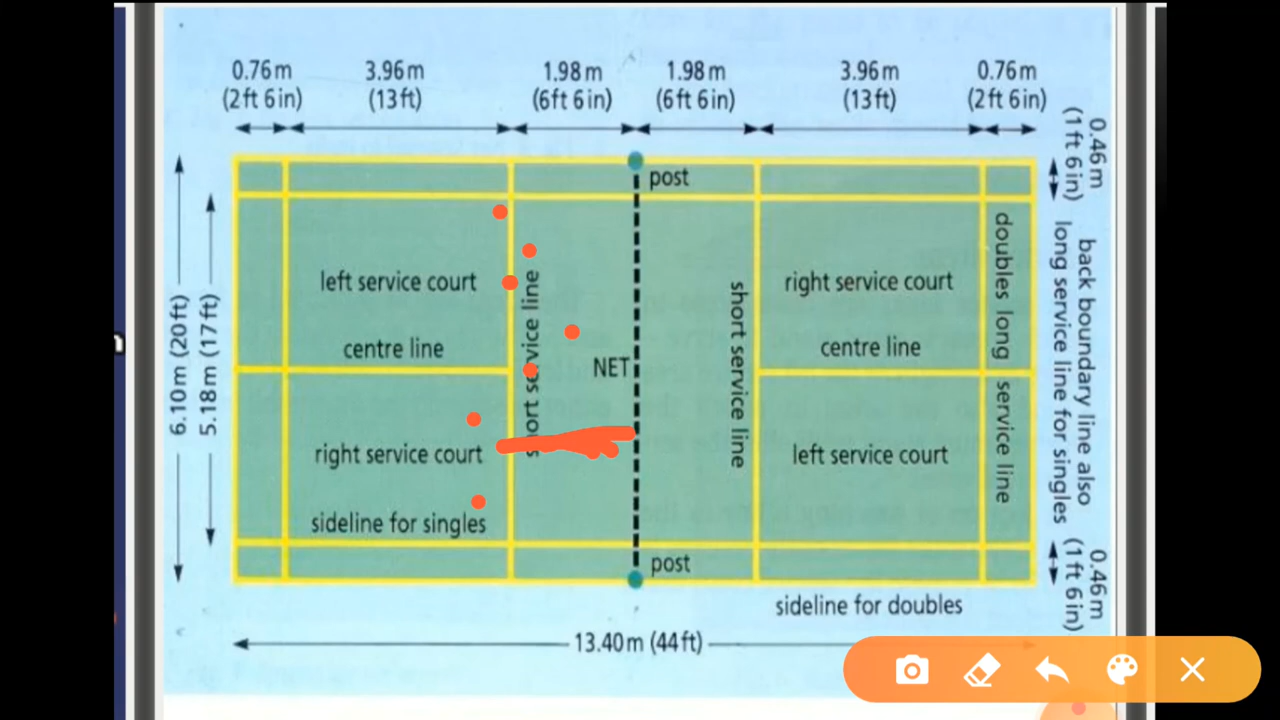 0.76m
(2ft 6in)
3.96m
(13ft)
1.98m
(6ft 6in)
1.98m
(6ft 6in)
3.96m
(13ft)
0.76m
(2ft 6in)
0.46m
(1ft 6in)
post
left service court
centre line
right service court
sideline for singles
short service line
NET
short service line
right service court
centre line
left service court
doubles long service line
back boundary line also
long service line for singles
6.10m (20ft)
5.18m (17ft)
post
0.46m
(1ft 6in)
sideline for doubles
13.40m (44ft)
n